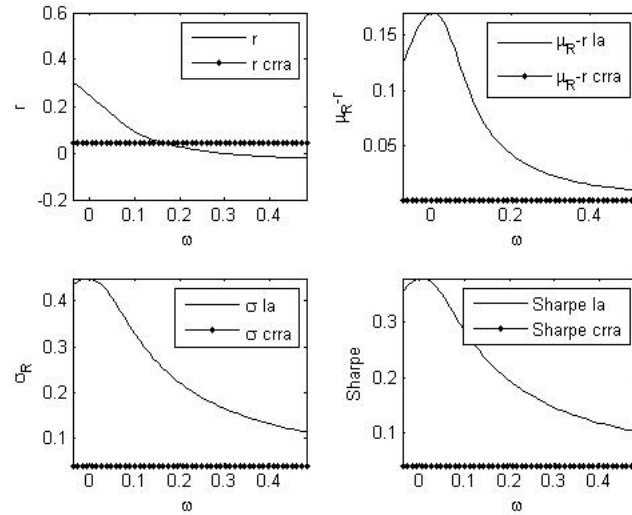 0.6
0.4
0.2
0
-0.2
r
r
r crra
0 0.1 0.2 0.3 0.4
ω
0.15
0.1
0.05
μR-r
μR-r la
μR-r crra
0 0.2 0.4
ω
0.4
0.3
0.2
0.1
σR
σ la
σ crra
0 0.1 0.2 0.3 0.4
ω
0.3
0.2
0.1
Sharpe
Sharpe la
Sharpe crra
0 0.1 0.2 0.3 0.4
ω